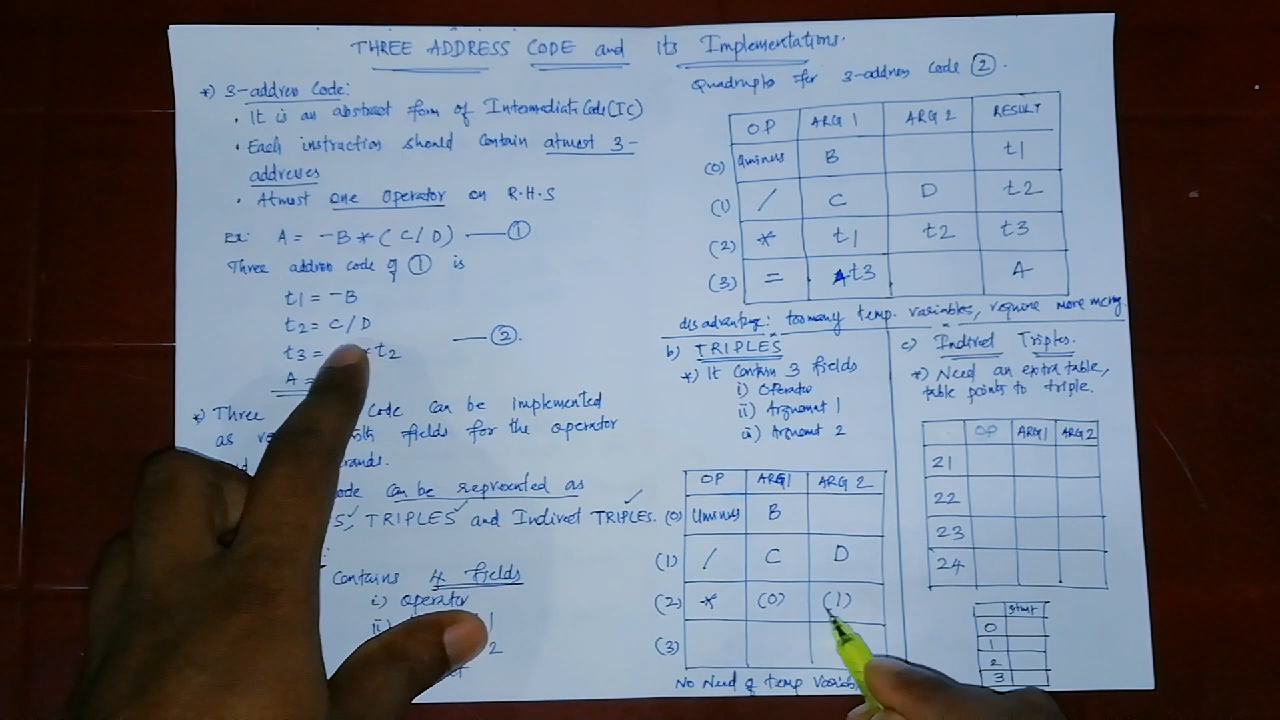 THREE ADDRESS CODE and its Implementations.
*) 3-address Code:
. It is an abstract form of Intermediate Code (IC)
. Each instruction should contain atmost 3-
addresses
. Atmost one operator on R.H.S
Ex: A = -B * ( C / D) —— ①
Three address code of ① is
t1 = -B
t2 = C / D
t3 = * t2 —— ②.
A =
*) Three Code can be implemented
as with fields for the operator
ode can be represented as
S, TRIPLES and Indirect TRIPLES.
Contains 4 fields
i) operator
ii) 1
2
Quadruple for 3-address code ②.
OP ARG 1 ARG 2 RESULT
(0) Uminus B t1
(1) / C D t2
(2) * t1 t2 t3
(3) = t3 A
disadvantage: too many temp. variables, require more
b) TRIPLES
*) It contain 3 fields
i) Operator
ii) Argument 1
iii) Argument 2
OP ARG1 ARG 2
(0) Uminus B
(1) / C D
(2) * (0) (1)
(3)
No Need of temp variab
c) Indirect Triples.
*) Need an extra table,
table points to triple.
OP ARG1 ARG2
21
22
23
24
stmt
0
1
2
3